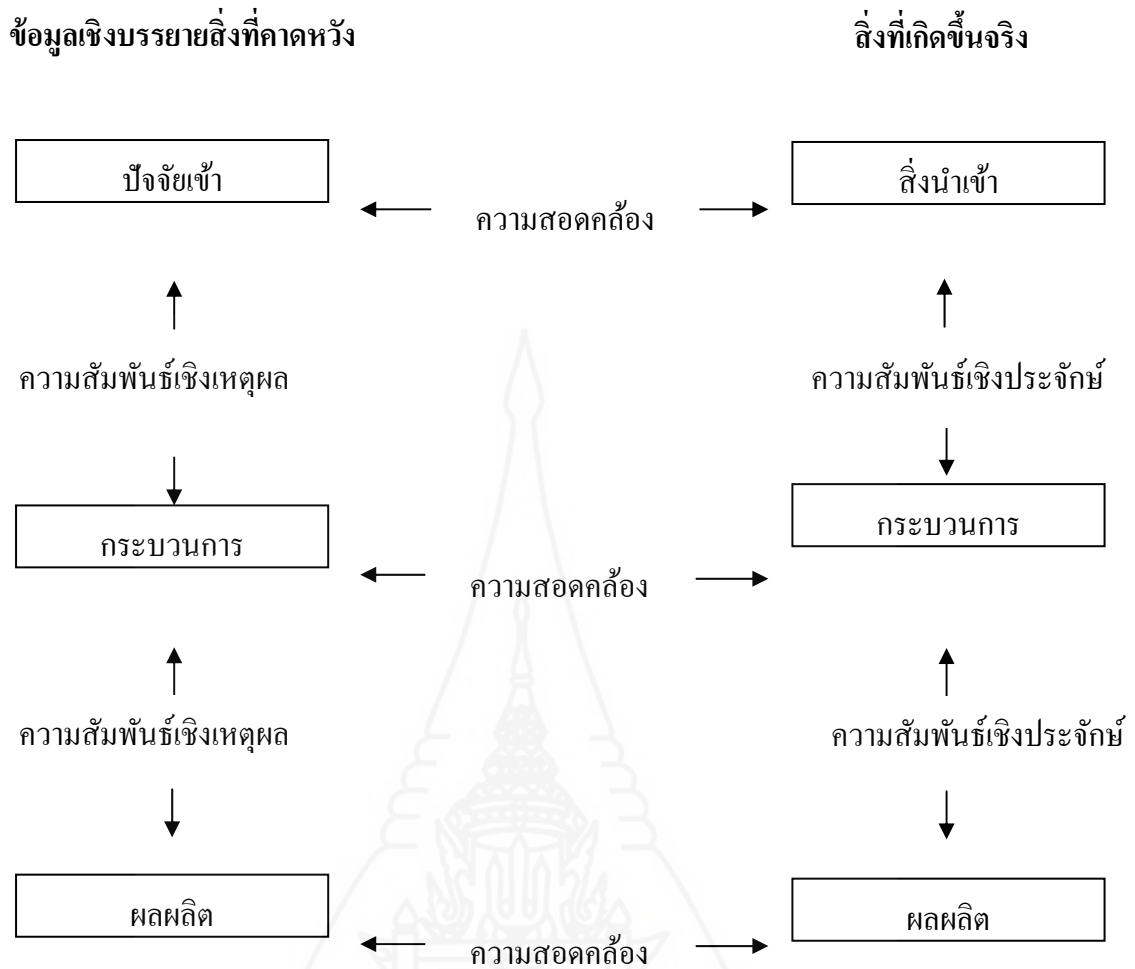 ข้อมูลเชิงบรรยายสิ่งที่คาดหวัง
สิ่งที่เกิดขึ้นจริง
ปัจจัยเข้า
สิ่งนำเข้า
ความสอดคล้อง
ความสัมพันธ์เชิงเหตุผล
ความสัมพันธ์เชิงประจักษ์
กระบวนการ
กระบวนการ
ความสอดคล้อง
ความสัมพันธ์เชิงเหตุผล
ความสัมพันธ์เชิงประจักษ์
ผลผลิต
ผลผลิต
ความสอดคล้อง